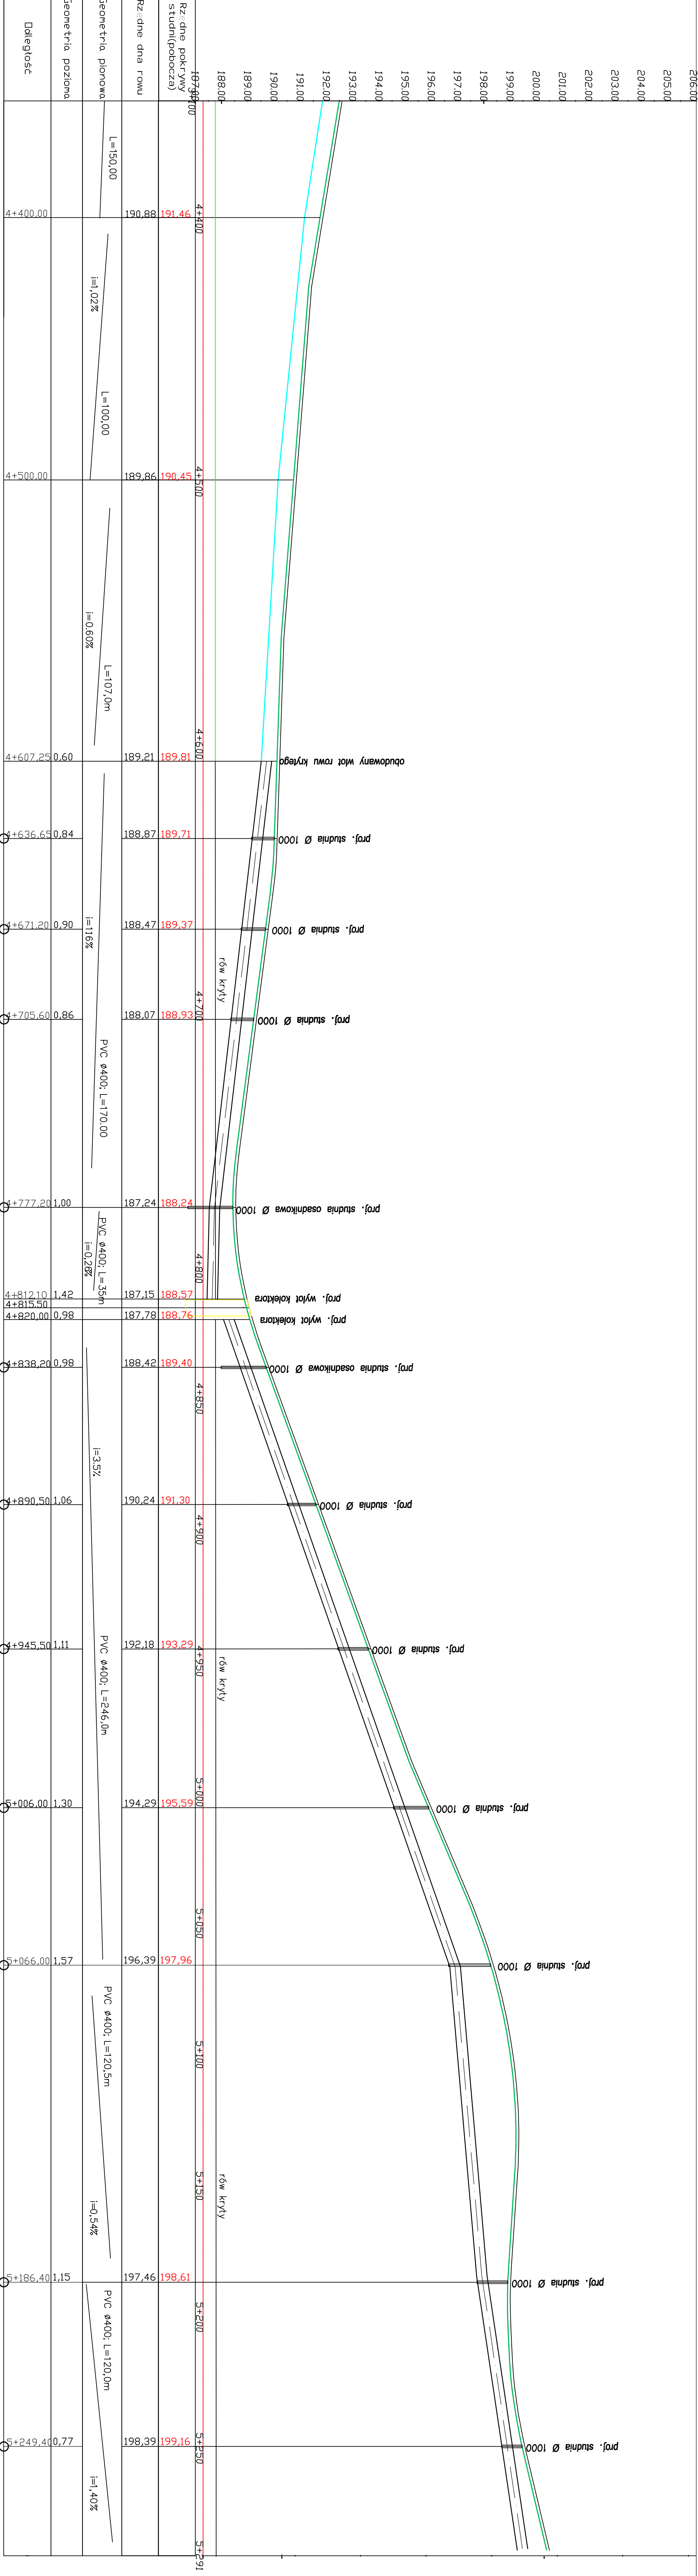 206.00
205.00
204.00
203.00
202.00
201.00
200.00
199.00
198.00
197.00
196.00
195.00
194.00
193.00
192.00
191.00
190.00
189.00
188.00
187.00
Rzędne pokrywy
studni(pobocza)
Rzędne dna rowu
Geometria pionowa
Geometria pozioma
Odległość
4+400
4+500
4+600
4+700
4+800
4+850
4+900
4+950
5+000
5+050
5+100
5+150
5+200
5+250
5+291
obudowany wlot rowu krytego
proj. studnia Ø 1000
proj. studnia Ø 1000
proj. studnia Ø 1000
proj. studnia osadnikowa Ø 1000
proj. wylot kolektora
proj. wylot kolektora
proj. studnia osadnikowa Ø 1000
proj. studnia Ø 1000
proj. studnia Ø 1000
proj. studnia Ø 1000
proj. studnia Ø 1000
proj. studnia Ø 1000
proj. studnia Ø 1000
rów kryty
rów kryty
rów kryty
191,46
190,45
189,81
189,71
189,37
188,93
188,24
188,57
188,76
189,40
191,30
193,29
195,59
197,96
198,61
199,16
190,88
189,86
189,21
188,87
188,47
188,07
187,24
187,15
187,78
188,42
190,24
192,18
194,29
196,39
197,46
198,39
L=150,00
i=1,02%
L=100,00
i=0.60%
L=107,0m
i=116%
PVC ø400; L=170.00
PVC ø400; L=35m
i=0,26%
i=3.5%
PVC ø400; L=246,0m
PVC ø400; L=120,5m
i=0,54%
PVC ø400; L=120,0m
i=1,40%
0,60
0,84
0,90
0,86
1,00
1,42
0,98
0,98
1,06
1,11
1,30
1,57
1,15
0,77
4+400,00
4+500,00
4+607,25
4+636,65
4+671,20
4+705,60
4+777,20
4+812,10
4+815,50
4+820,00
4+838,20
4+890,50
4+945,50
5+006,00
5+066,00
5+186,40
5+249,40